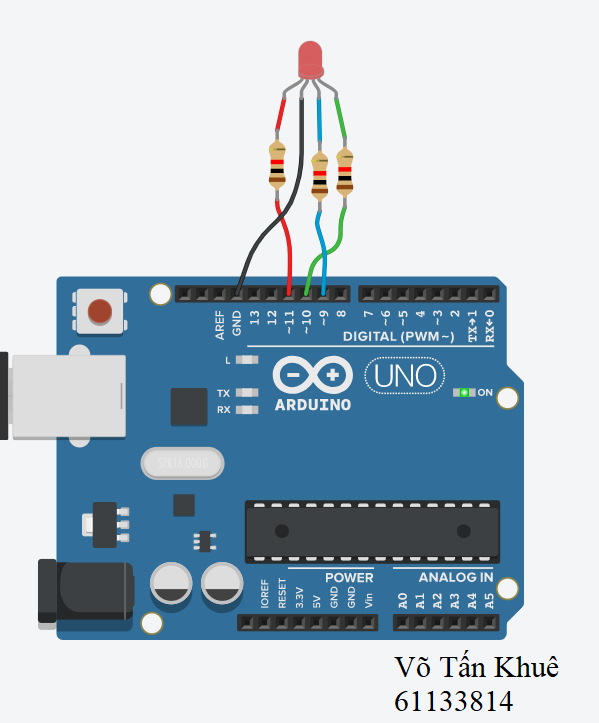 AREF
GND
13
12
~11
~10
~9
8
7
~6
~5
4
~3
2
TX→1
RX←0
DIGITAL (PWM~)
L
TX
RX
ARDUINO
UNO
ON
POWER
ANALOG IN
IOREF
RESET
3.3V
5V
GND
GND
Vin
A0
A1
A2
A3
A4
A5
Võ Tấn Khuê
61133814